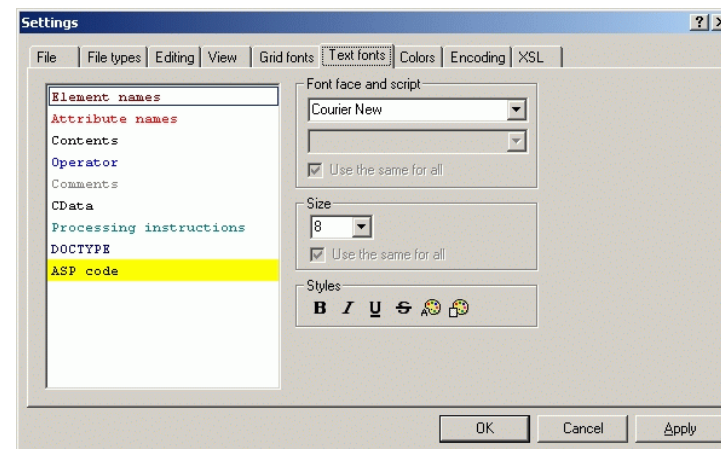 Settings
File File types Editing View Grid fonts Text fonts Colors Encoding XSL
Element names
Attribute names
Contents
Operator
Comments
CData
Processing instructions
DOCTYPE
ASP code
Font face and script
Courier New
Use the same for all
Size
8
Use the same for all
Styles
B I U S
OK Cancel Apply